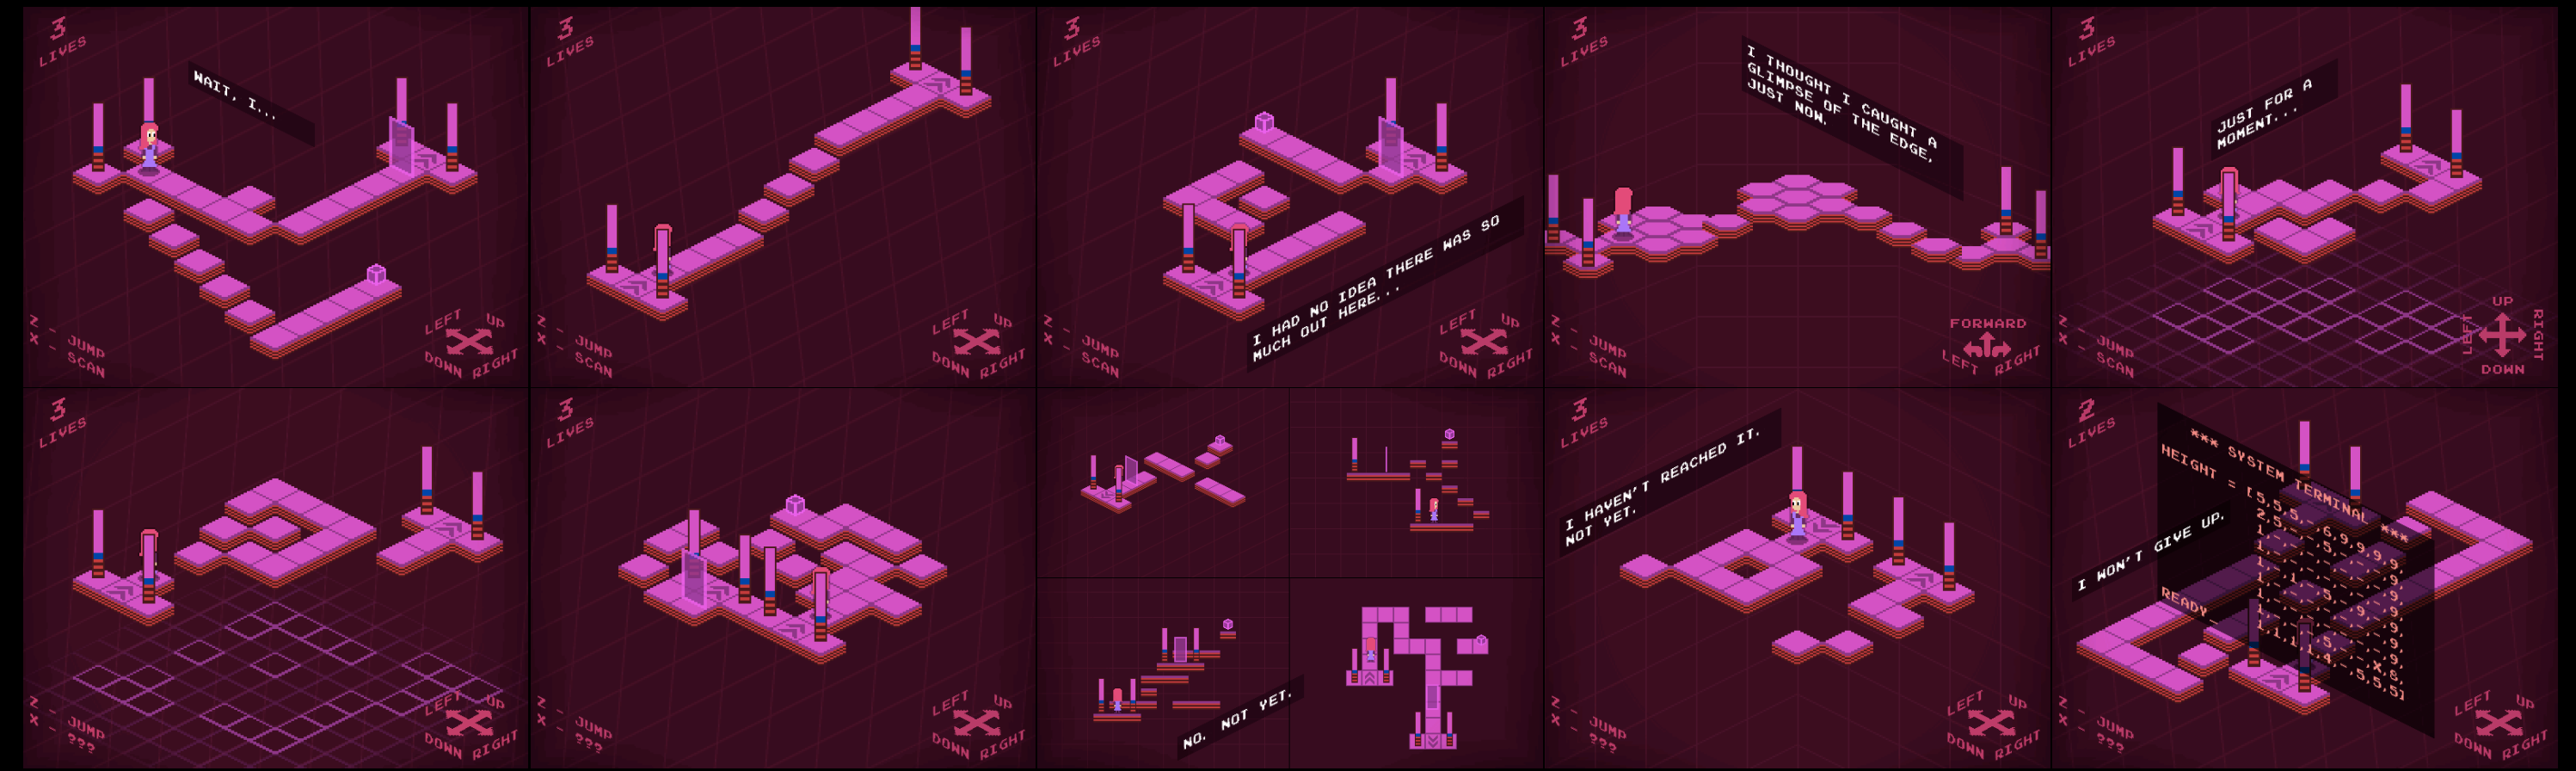 3
LIVES
WAIT, I...
Z - JUMP
X - SCAN
LEFT UP
DOWN RIGHT
3
LIVES
Z - JUMP
X - SCAN
LEFT UP
DOWN RIGHT
3
LIVES
I HAD NO IDEA THERE WAS SO
MUCH OUT HERE...
Z - JUMP
X - SCAN
LEFT UP
DOWN RIGHT
3
LIVES
I THOUGHT I CAUGHT A
GLIMPSE OF THE EDGE,
JUST NOW.
Z - JUMP
X - SCAN
FORWARD
LEFT RIGHT
3
LIVES
JUST FOR A
MOMENT...
Z - JUMP
X - SCAN
UP
LEFT
RIGHT
DOWN
3
LIVES
Z - JUMP
X - ???
LEFT UP
DOWN RIGHT
3
LIVES
Z - JUMP
X - ???
LEFT UP
DOWN RIGHT
NO. NOT YET.
3
LIVES
I HAVEN'T REACHED IT.
NOT YET.
Z - JUMP
X - ???
LEFT UP
DOWN RIGHT
2
LIVES
*** SYSTEM TERMINAL ***
HEIGHT = [5,5,5,-,6,9,9,9,
READY_
I WON'T GIVE UP.
Z - JUMP
X - ???
LEFT UP
DOWN RIGHT